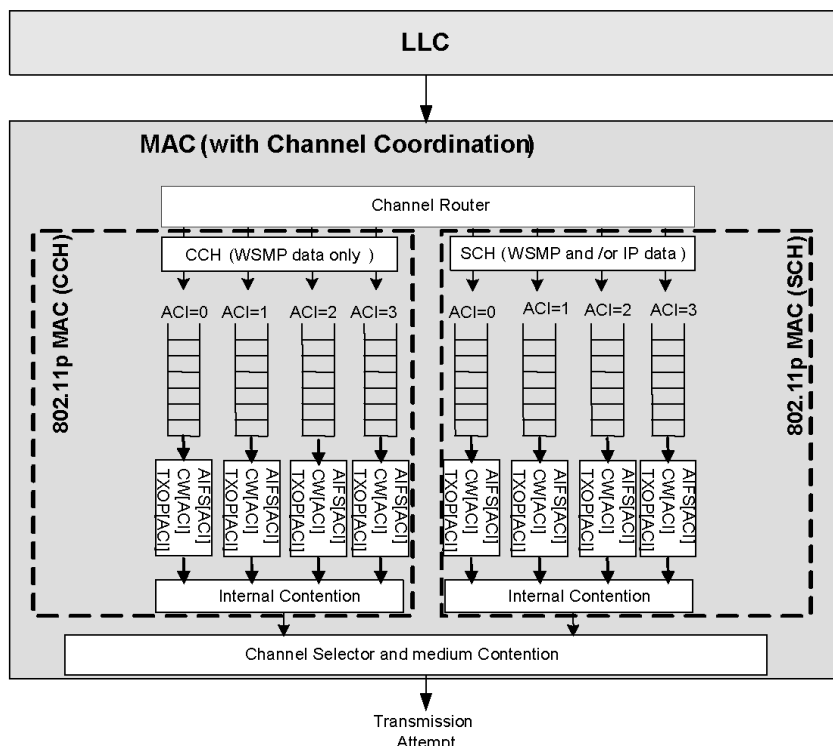 LLC
MAC (with Channel Coordination)
Channel Router
802.11p MAC (CCH)
CCH (WSMP data only )
SCH (WSMP and /or IP data)
802.11p MAC (SCH)
ACI=0 ACI=1 ACI=2 ACI=3
ACI=0 ACI=1 ACI=2 ACI=3
AIFS[ACI]
CW[ACI]
TXOP[ACI]
AIFS[ACI]
CW[ACI]
TXOP[ACI]
AIFS[ACI]
CW[ACI]
TXOP[ACI]
AIFS[ACI]
CW[ACI]
TXOP[ACI]
AIFS[ACI]
CW[ACI]
TXOP[ACI]
AIFS[ACI]
CW[ACI]
TXOP[ACI]
AIFS[ACI]
CW[ACI]
TXOP[ACI]
AIFS[ACI]
CW[ACI]
TXOP[ACI]
Internal Contention
Internal Contention
Channel Selector and medium Contention
Transmission
Attempt